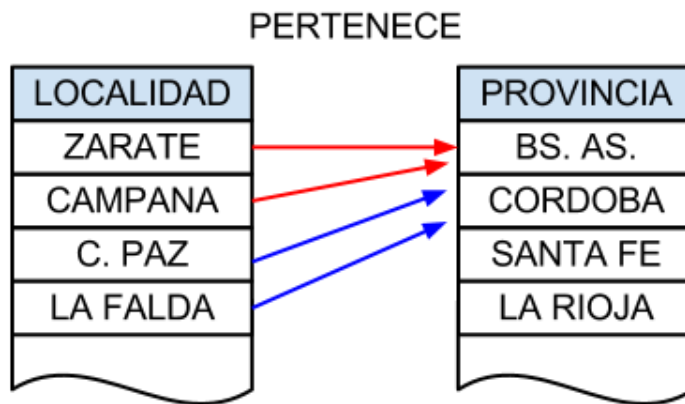 PERTENECE
LOCALIDAD
ZARATE
CAMPANA
C. PAZ
LA FALDA
PROVINCIA
BS. AS.
CORDOBA
SANTA FE
LA RIOJA